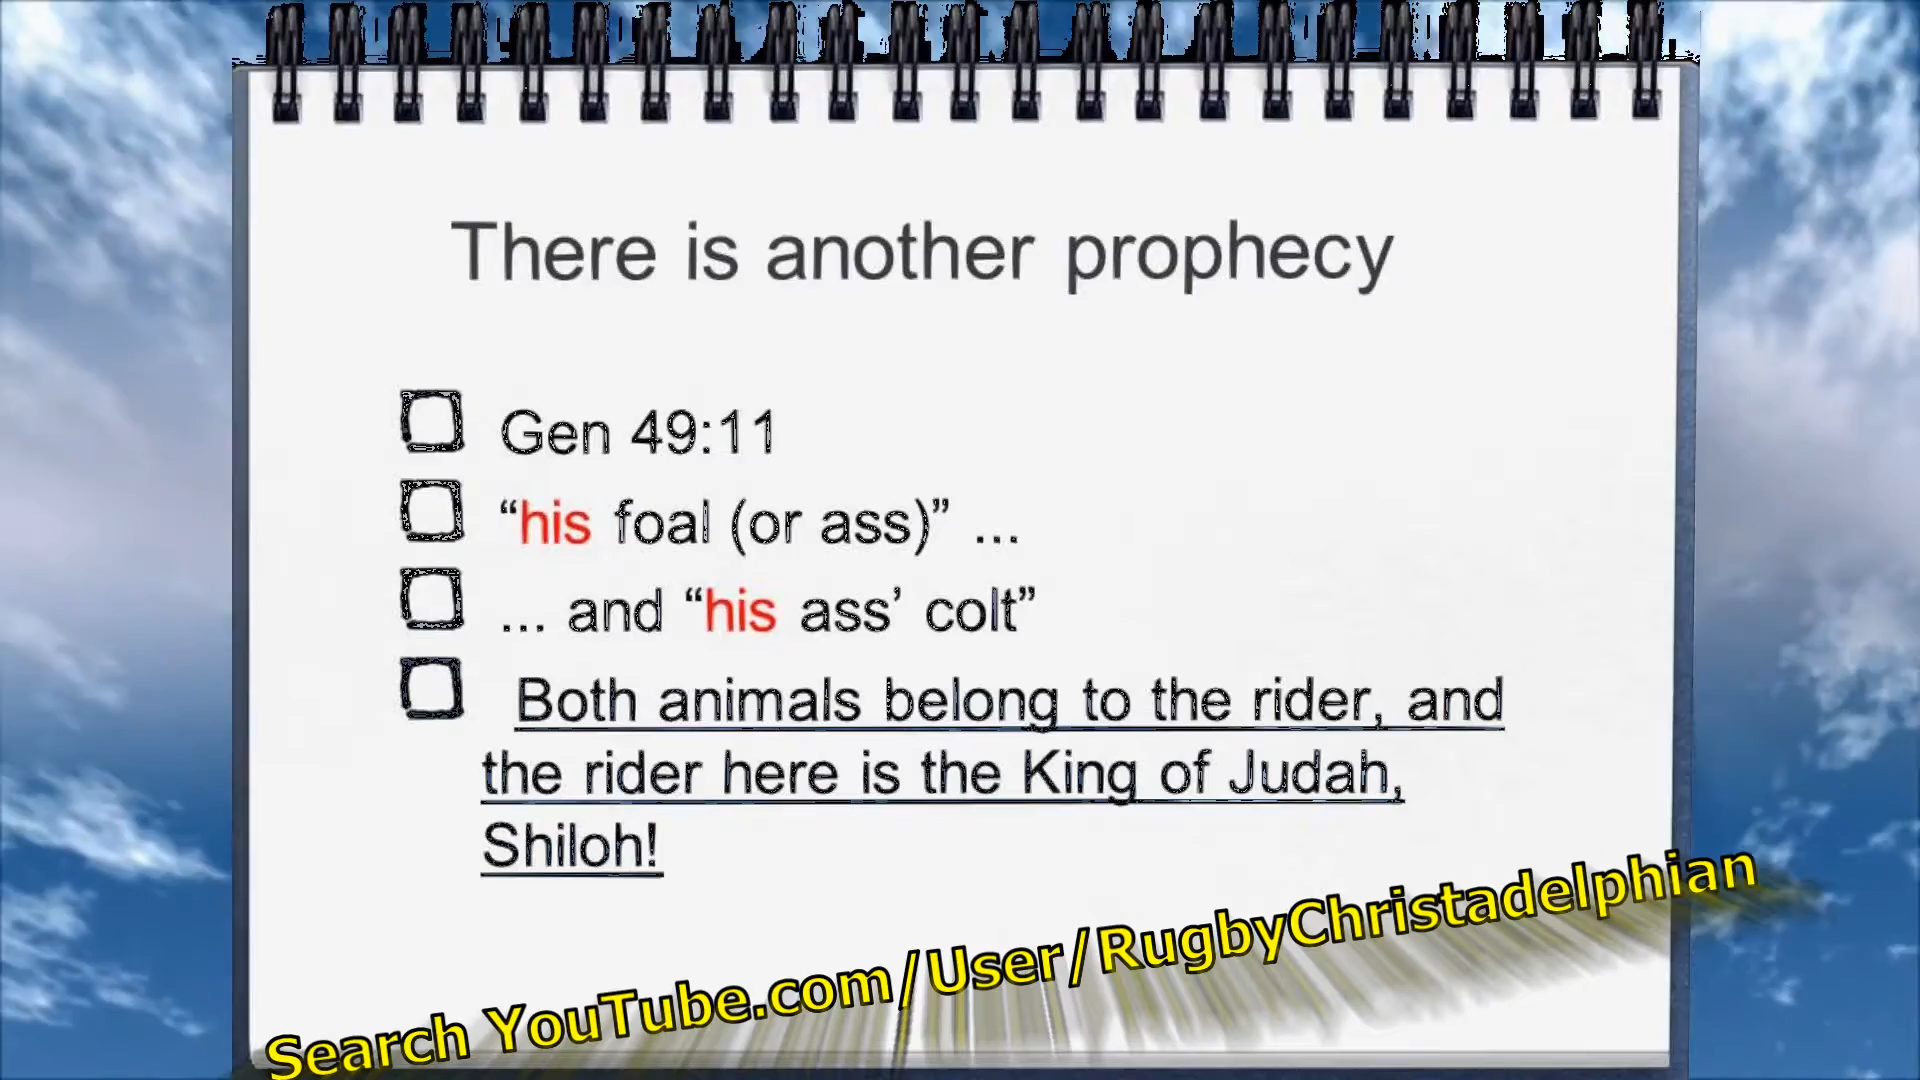 There is another prophecy
Gen 49:11
“his foal (or ass)” ...
... and “his ass’ colt”
Both animals belong to the rider, and
the rider here is the King of Judah,
Shiloh!
Search YouTube.com/User/RugbyChristadelphian